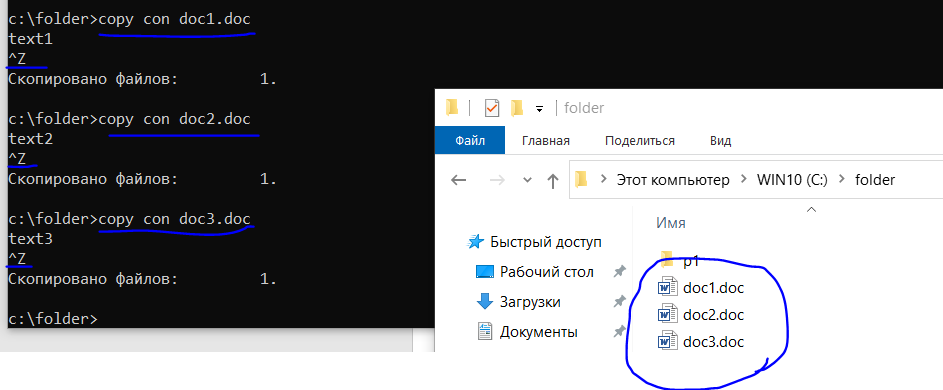 c:\folder>copy con doc1.doc
text1
^Z
Скопировано файлов:         1.
c:\folder>copy con doc2.doc
text2
^Z
Скопировано файлов:         1.
c:\folder>copy con doc3.doc
text3
^Z
Скопировано файлов:         1.
c:\folder>
folder
Файл Главная Поделиться Вид
Этот компьютер > WIN10 (C:) > folder
Имя
Быстрый доступ
Рабочий стол
Загрузки
Документы
p1
doc1.doc
doc2.doc
doc3.doc